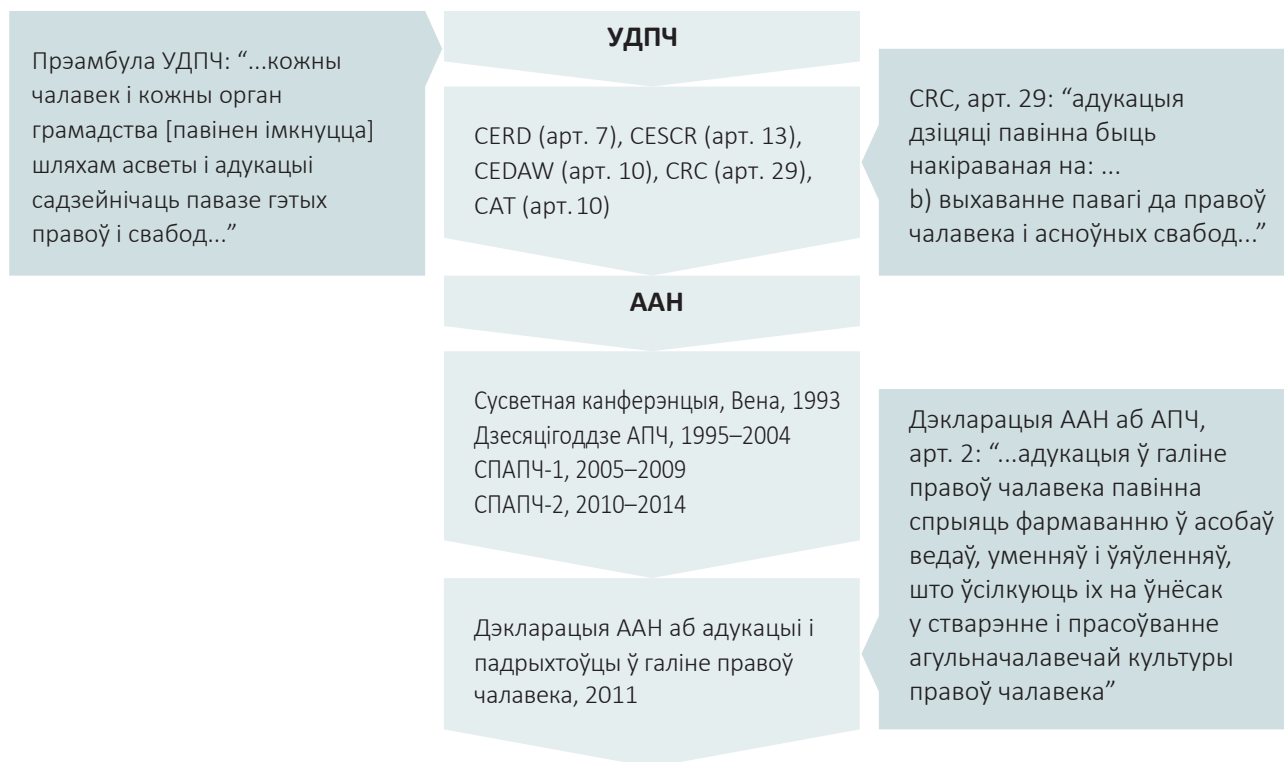 УДПЧ
Прэамбула УДПЧ: “...кожны
чалавек і кожны орган
грамадства [павінен імкнуцца]
шляхам асветы і адукацыі
садзейнічаць павазе гэтых
правоў і свабод...”
CERD (арт. 7), CESCR (арт. 13),
CEDAW (арт. 10), CRC (арт. 29),
CAT (арт. 10)
CRC, арт. 29: “адукацыя
дзіцяці павінна быць
накіраваная на: ...
b) выхаванне павагі да правоў
чалавека і асноўных свабод...”
ААН
Сусветная канферэнцыя, Вена, 1993
Дзесяцігоддзе АПЧ, 1995–2004
СПАПЧ-1, 2005–2009
СПАПЧ-2, 2010–2014
Дэкларацыя ААН аб адукацыі і
падрыхтоўцы ў галіне правоў
чалавека, 2011
Дэкларацыя ААН аб АПЧ,
арт. 2: “...адукацыя ў галіне
правоў чалавека павінна
спрыяць фармаванню ў асобаў
ведаў, уменняў і ўяўленняў,
што ўсілкуюць іх на ўнёсак
у стварэнне і прасоўванне
агульначалавечай культуры
правоў чалавека”